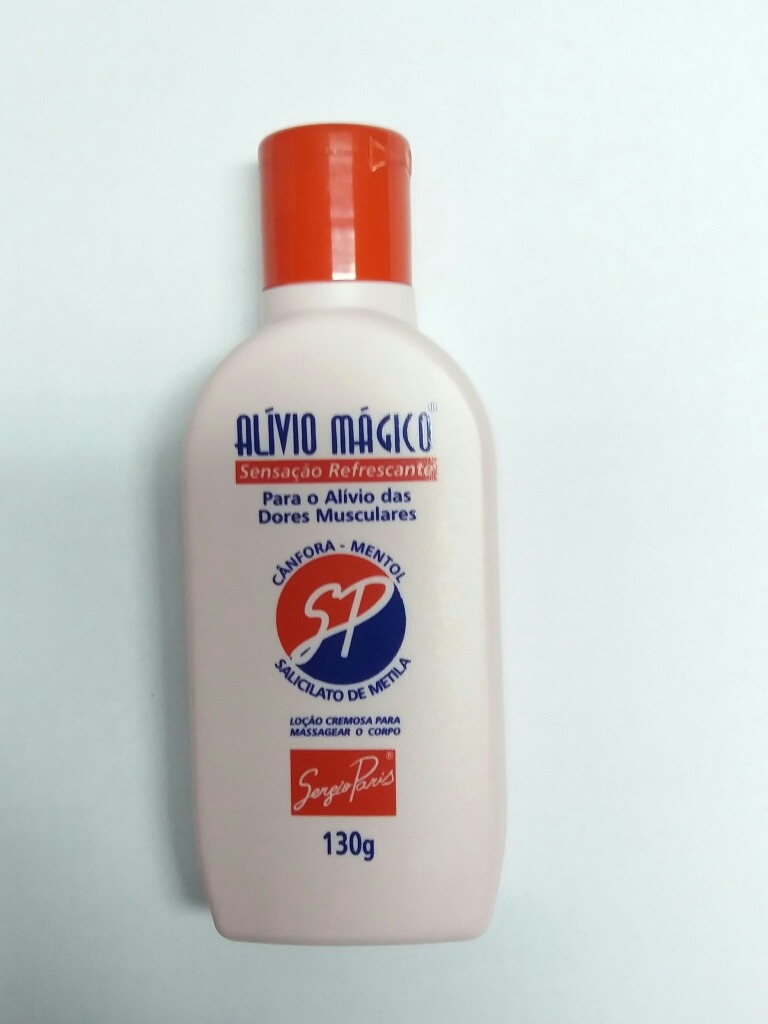 ALÍVIO MÁGICO®
Sensação Refrescante
Para o Alívio das
Dores Musculares
CÂNFORA - MENTOL
SP
SALICILATO DE METILA
LOÇÃO CREMOSA PARA
MASSAGEAR O CORPO
Sergio Paris®
130g